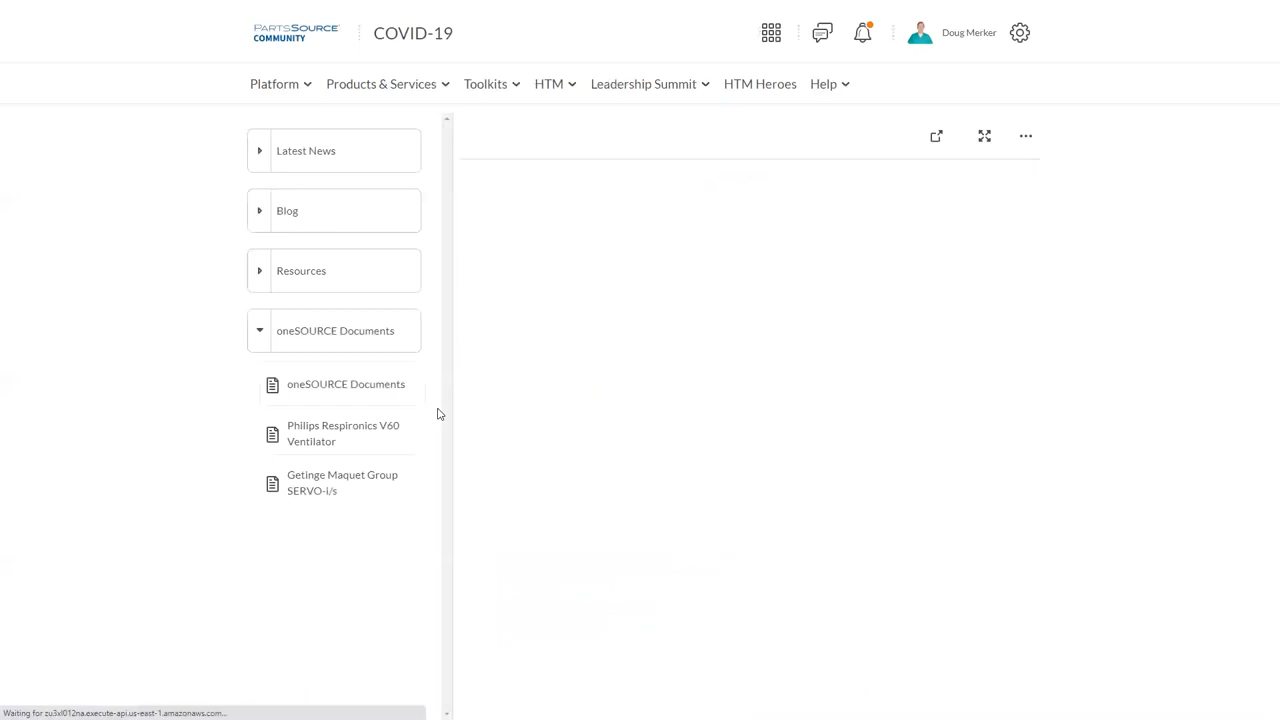 PARTSSOURCE
COMMUNITY
COVID-19
Doug Merker
Platform
Products & Services
Toolkits
HTM
Leadership Summit
HTM Heroes
Help
Latest News
Blog
Resources
oneSOURCE Documents
oneSOURCE Documents
Philips Respironics V60
Ventilator
Getinge Maquet Group
SERVO-i/s
Waiting for zu3xl012na.execute-api.us-east-1.amazonaws.com...